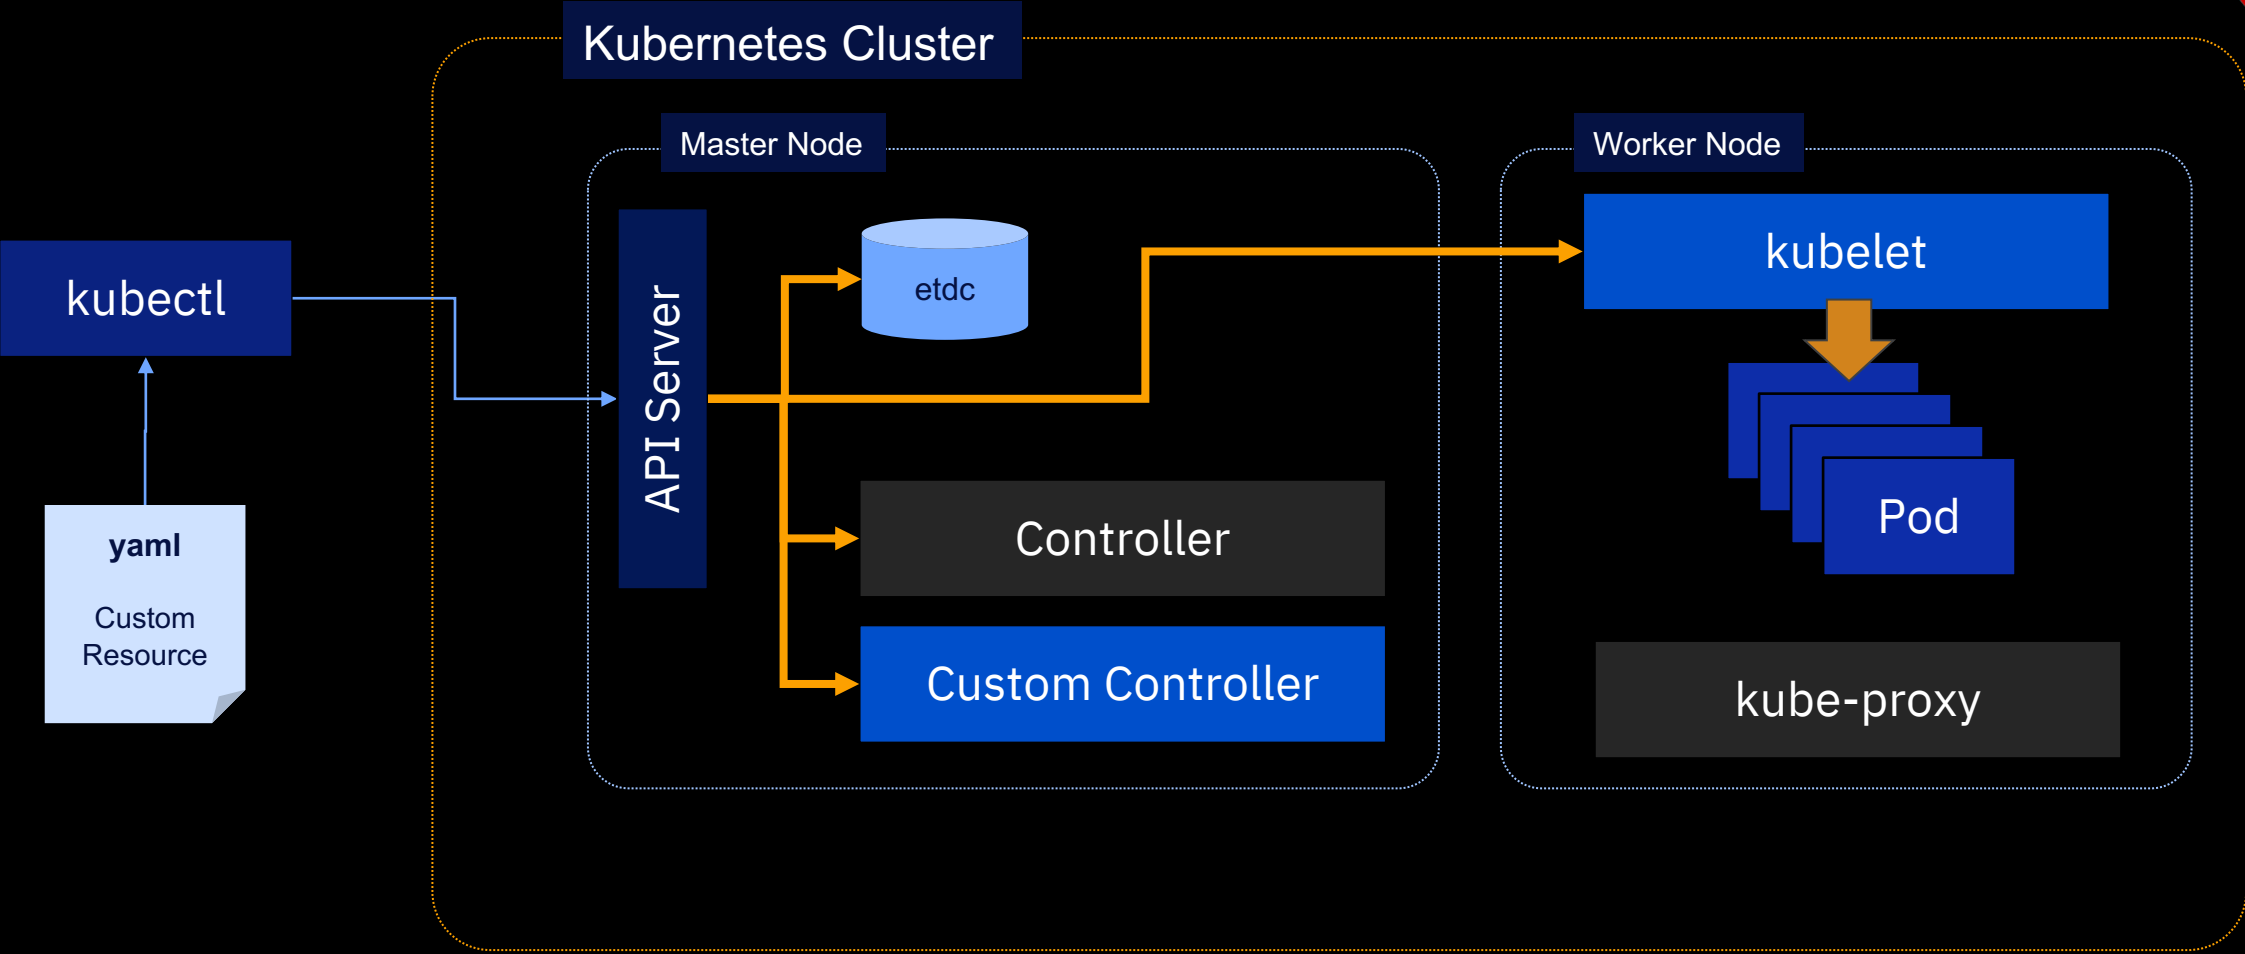 Kubernetes Cluster
Master Node
Worker Node
kubectl
yaml
Custom
Resource
API Server
etdc
Controller
Custom Controller
kubelet
Pod
kube-proxy